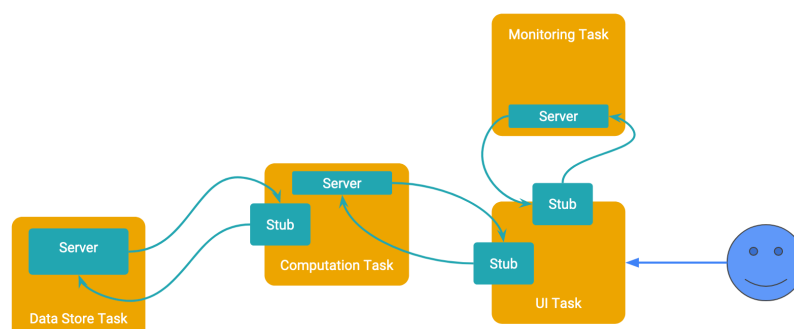 Monitoring Task
Server
Server
Stub
Stub
Server
Computation Task
Stub
UI Task
Data Store Task